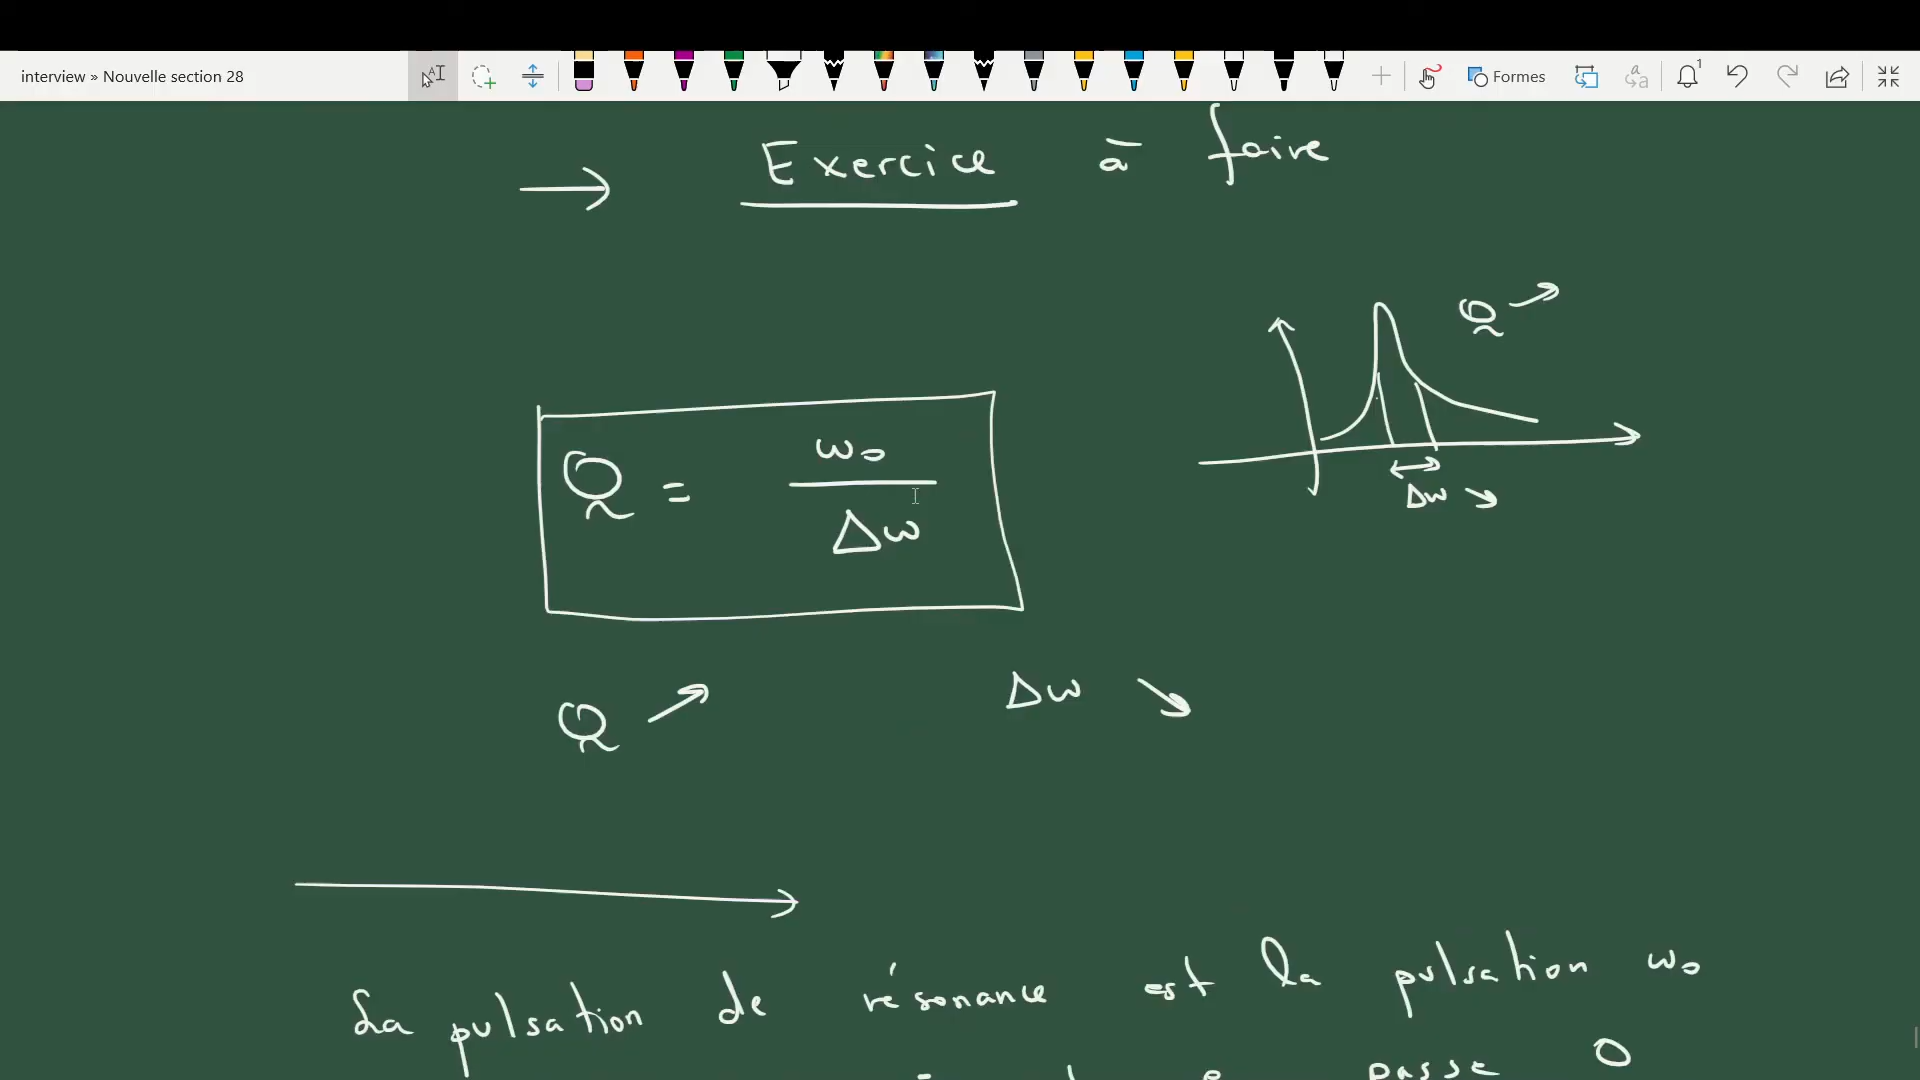 interview » Nouvelle section 28
Formes
1
→ Exercice à faire
Q ↗
Q = ω₀ / Δω
Δω ↘
Q ↗ Δω ↘
La pulsation de résonance est la pulsation ω₀
passe 0